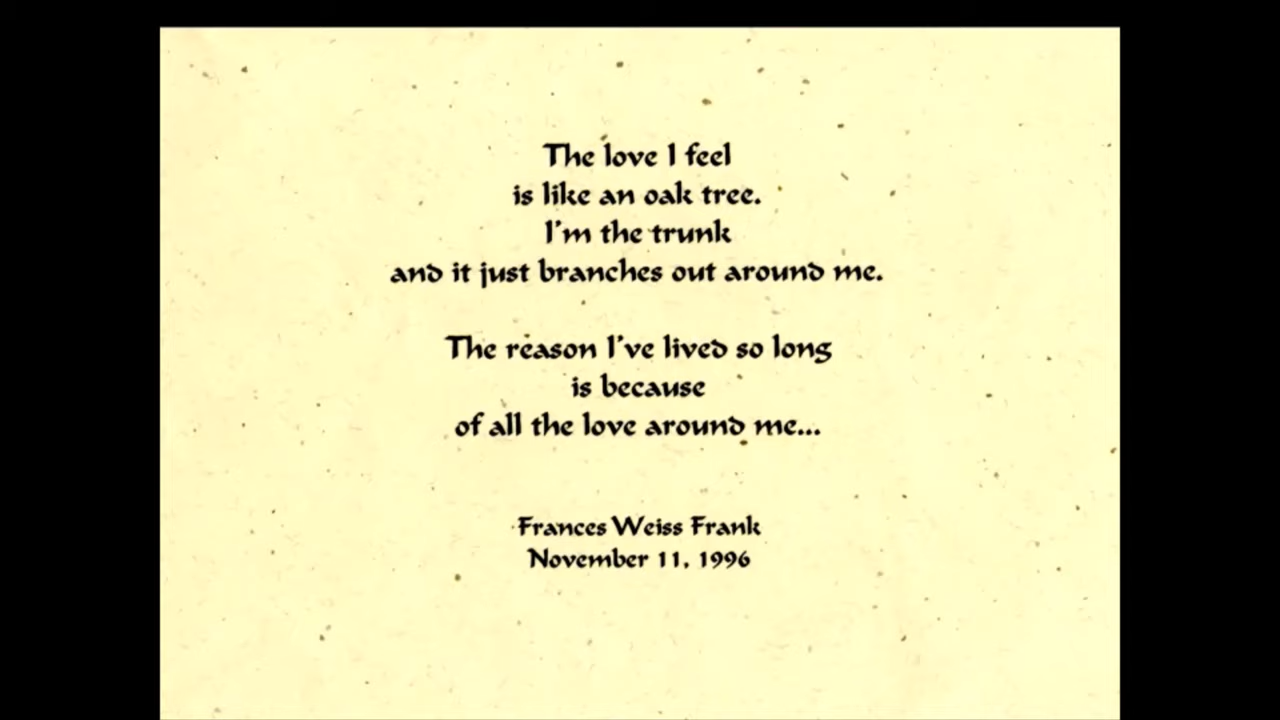 The love I feel
is like an oak tree.
I'm the trunk
and it just branches out around me.
The reason I've lived so long
is because
of all the love around me...
Frances Weiss Frank
November 11, 1996